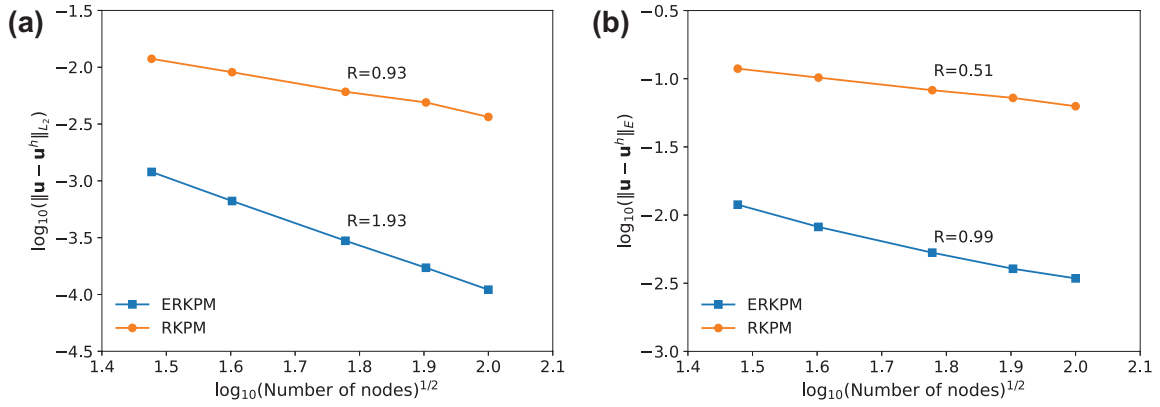 (a)
−1.5
−2.0
−2.5
−3.0
−3.5
−4.0
−4.5
log₁₀(‖𝐮 − 𝐮ʰ‖_{L₂})
R=0.93
R=1.93
ERKPM
RKPM
1.4 1.5 1.6 1.7 1.8 1.9 2.0 2.1
log₁₀(Number of nodes)^{1/2}
(b)
−0.5
−1.0
−1.5
−2.0
−2.5
−3.0
log₁₀(‖𝐮 − 𝐮ʰ‖_E)
R=0.51
R=0.99
ERKPM
RKPM
1.4 1.5 1.6 1.7 1.8 1.9 2.0 2.1
log₁₀(Number of nodes)^{1/2}